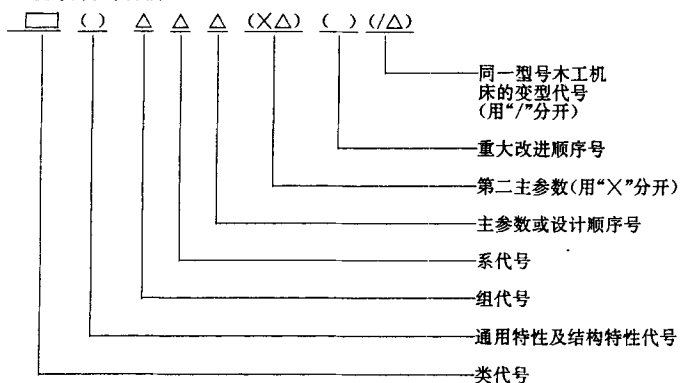 ( ) △ △ △ (×△) ( ) (/△)
同一型号木工机
床的变型代号
(用“/”分开)
重大改进顺序号
第二主参数(用“×”分开)
主参数或设计顺序号
系代号
组代号
通用特性及结构特性代号
类代号